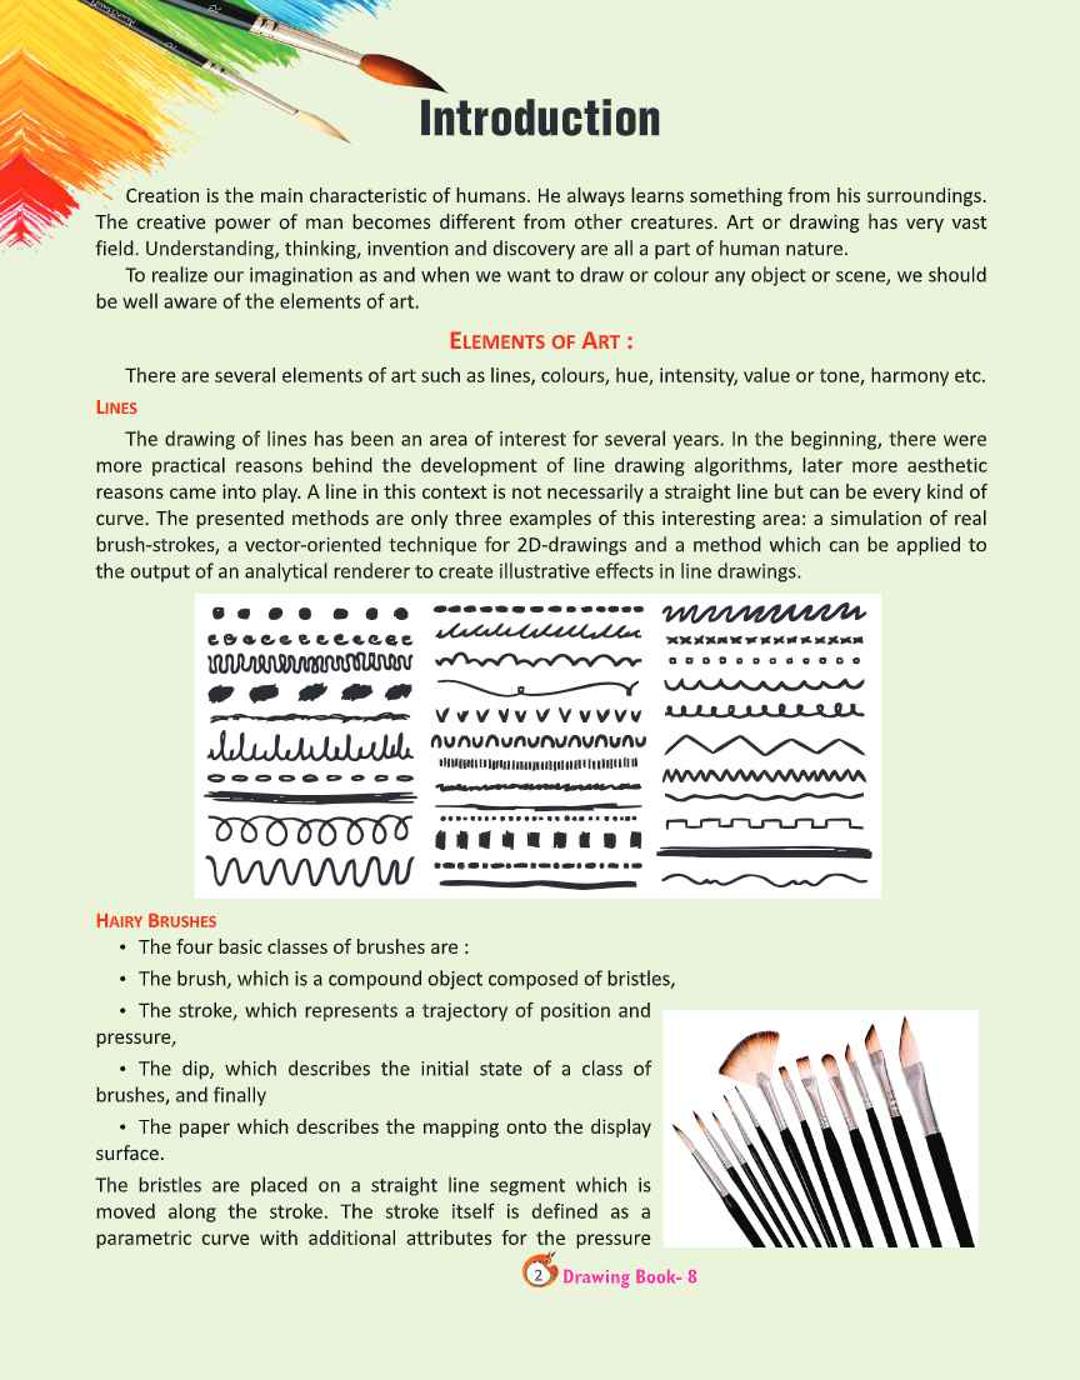 Introduction
Creation is the main characteristic of humans. He always learns something from his surroundings.
The creative power of man becomes different from other creatures. Art or drawing has very vast
field. Understanding, thinking, invention and discovery are all a part of human nature.
To realize our imagination as and when we want to draw or colour any object or scene, we should
be well aware of the elements of art.
ELEMENTS OF ART :
There are several elements of art such as lines, colours, hue, intensity, value or tone, harmony etc.
LINES
The drawing of lines has been an area of interest for several years. In the beginning, there were
more practical reasons behind the development of line drawing algorithms, later more aesthetic
reasons came into play. A line in this context is not necessarily a straight line but can be every kind of
curve. The presented methods are only three examples of this interesting area: a simulation of real
brush-strokes, a vector-oriented technique for 2D-drawings and a method which can be applied to
the output of an analytical renderer to create illustrative effects in line drawings.
HAIRY BRUSHES
• The four basic classes of brushes are :
• The brush, which is a compound object composed of bristles,
• The stroke, which represents a trajectory of position and
pressure,
• The dip, which describes the initial state of a class of
brushes, and finally
• The paper which describes the mapping onto the display
surface.
The bristles are placed on a straight line segment which is
moved along the stroke. The stroke itself is defined as a
parametric curve with additional attributes for the pressure
2 Drawing Book- 8